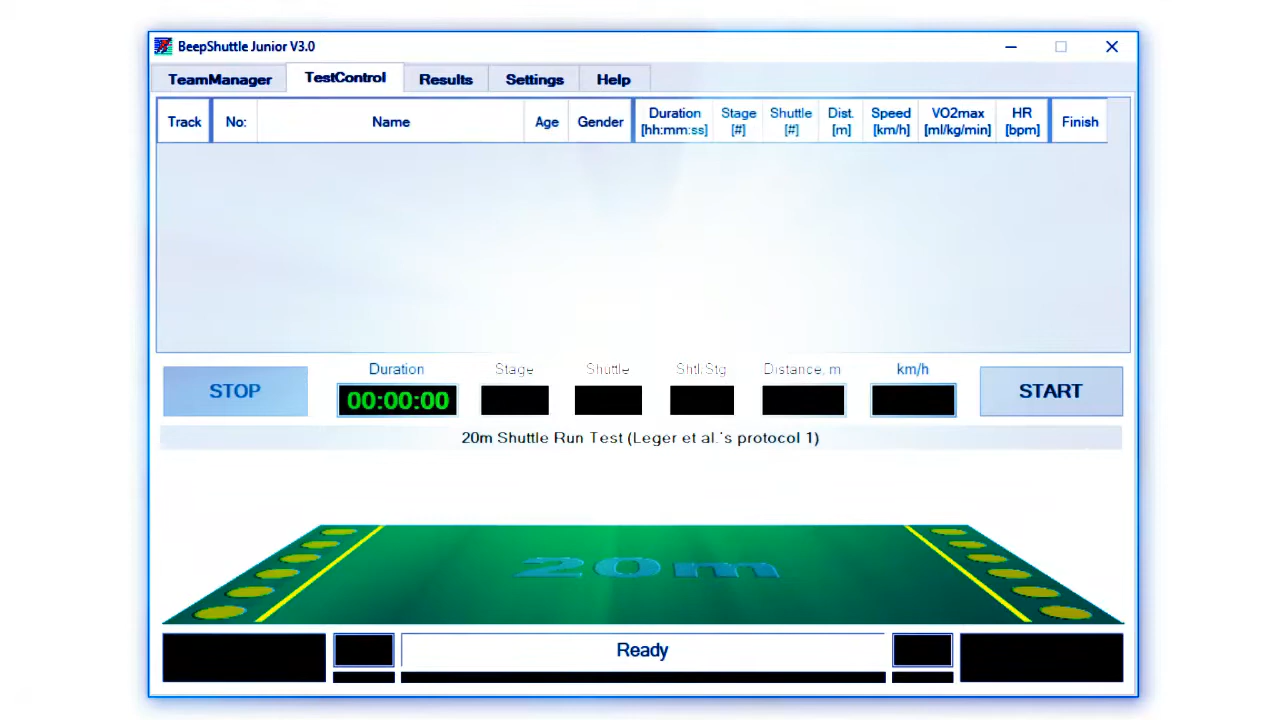 BeepShuttle Junior V3.0
TeamManager TestControl Results Settings Help
Track No: Name Age Gender Duration [hh:mm:ss] Stage [#] Shuttle [#] Dist. [m] Speed [km/h] VO2max [ml/kg/min] HR [bpm] Finish
Duration Stage Shuttle Shtl.Stg Distance, m km/h
STOP 00:00:00 START
20m Shuttle Run Test (Leger et al.'s protocol 1)
20m
Ready